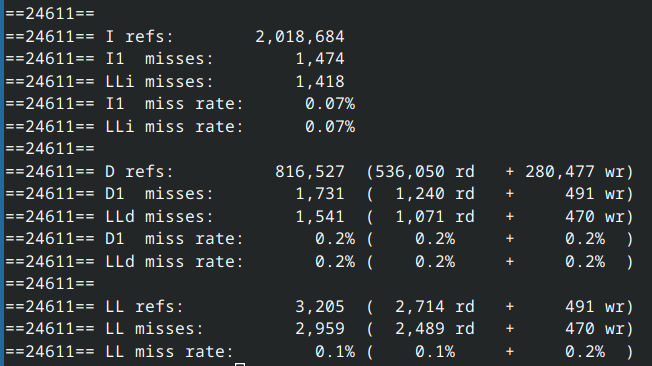 ==24611==
==24611== I refs:        2,018,684
==24611== I1  misses:        1,474
==24611== LLi misses:        1,418
==24611== I1  miss rate:      0.07%
==24611== LLi miss rate:      0.07%
==24611==
==24611== D refs:          816,527  (536,050 rd   + 280,477 wr)
==24611== D1  misses:        1,731  (  1,240 rd   +     491 wr)
==24611== LLd misses:        1,541  (  1,071 rd   +     470 wr)
==24611== D1  miss rate:       0.2% (    0.2%     +     0.2%  )
==24611== LLd miss rate:       0.2% (    0.2%     +     0.2%  )
==24611==
==24611== LL refs:           3,205  (  2,714 rd   +     491 wr)
==24611== LL misses:         2,959  (  2,489 rd   +     470 wr)
==24611== LL miss rate:        0.1% (    0.1%     +     0.2%  )